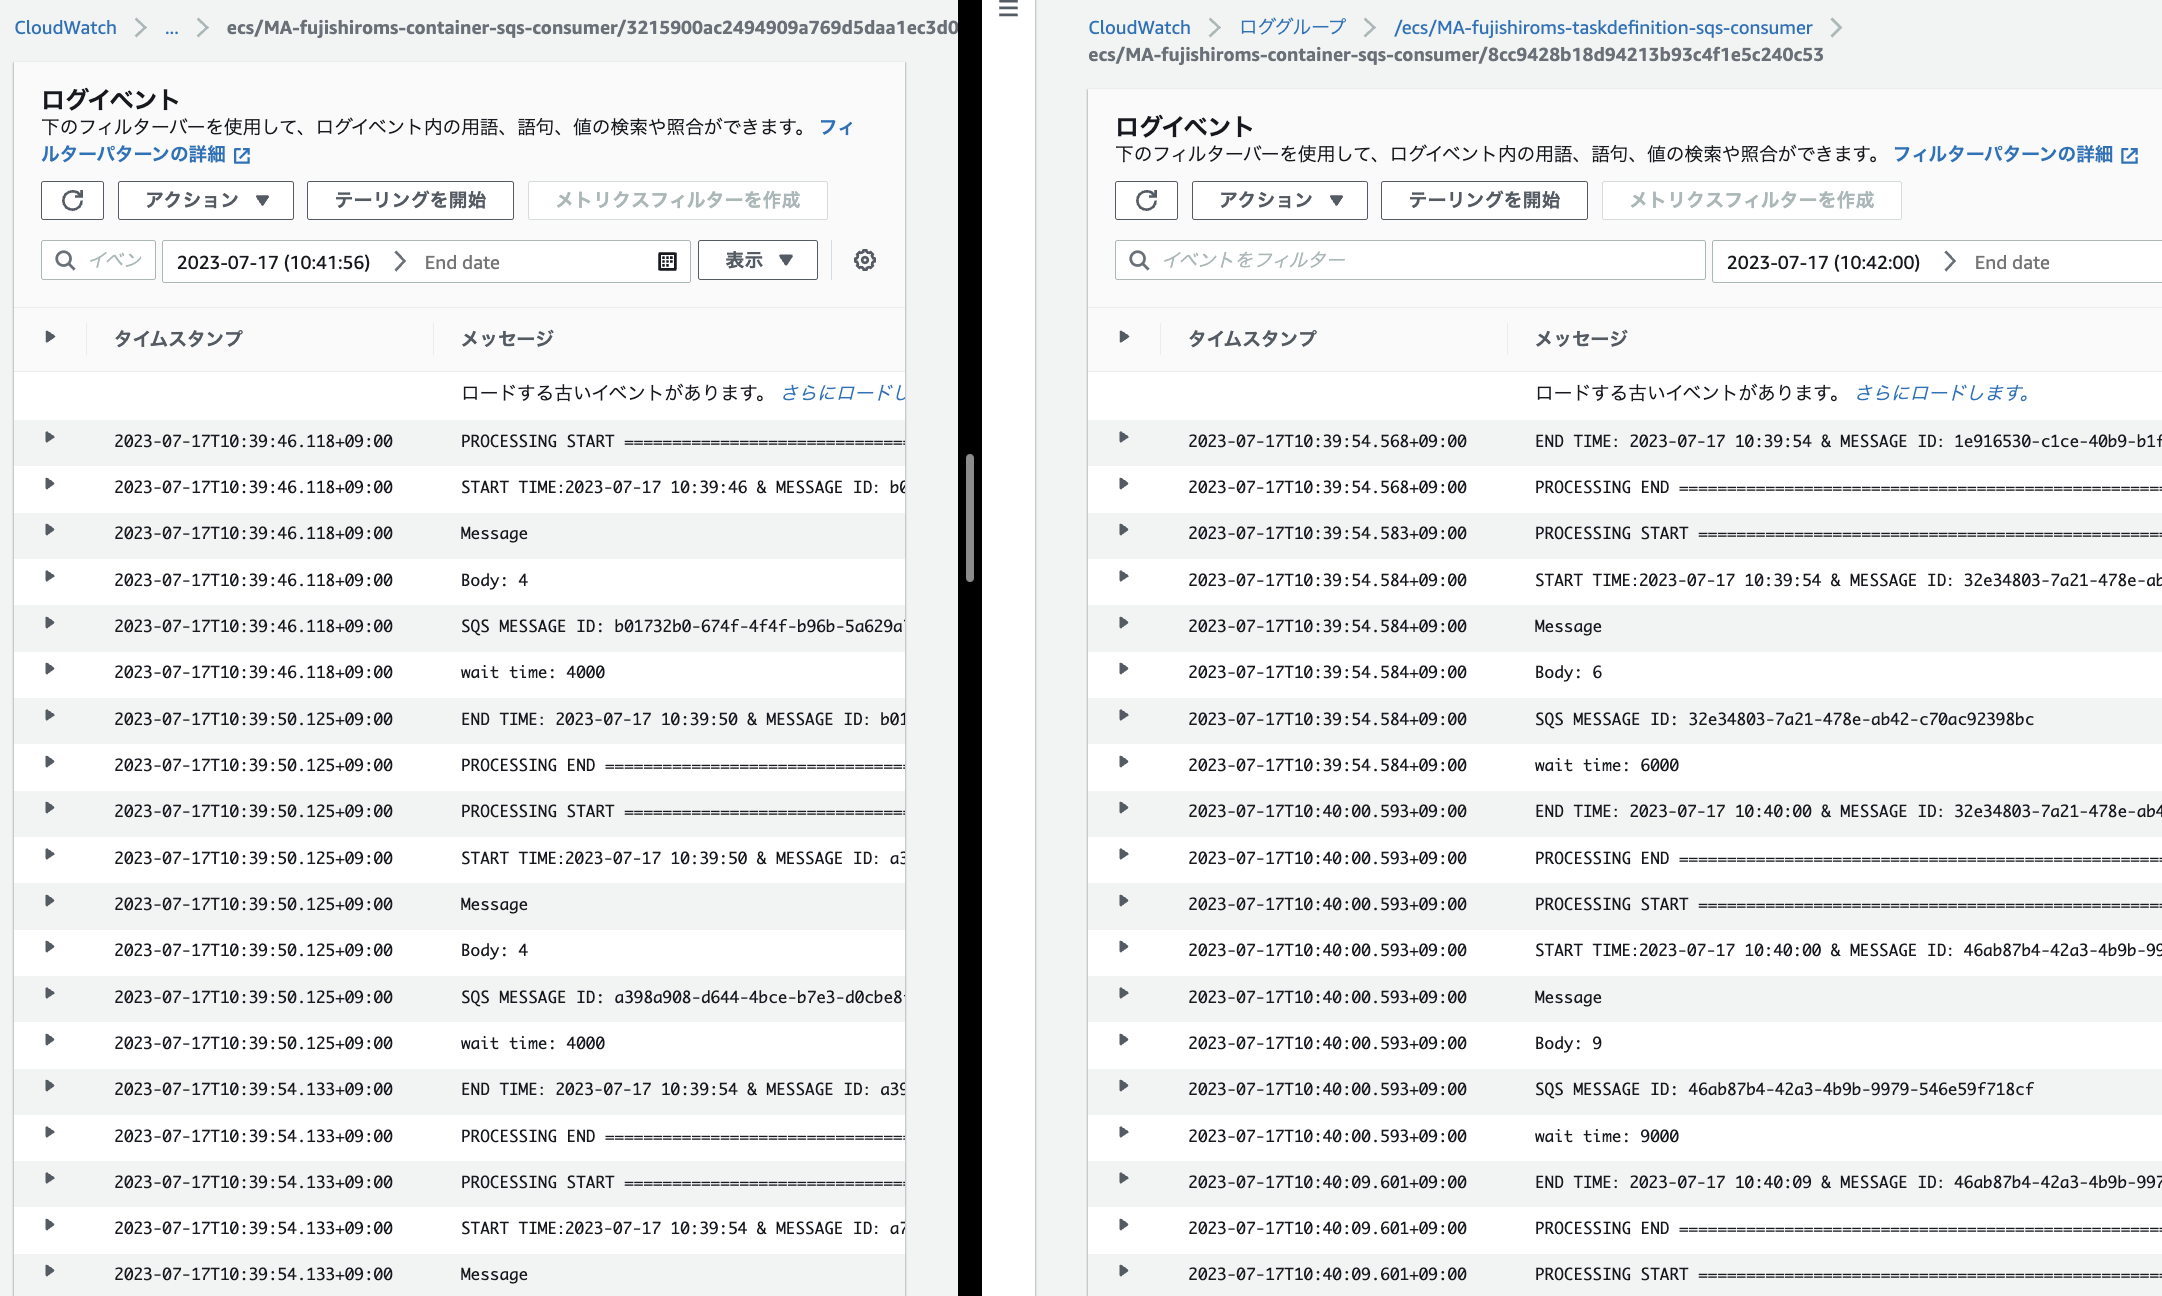 CloudWatch
...
ecs/MA-fujishiroms-container-sqs-consumer/3215900ac2494909a769d5daa1ec3d0
ログイベント
下のフィルターバーを使用して、ログイベント内の用語、語句、値の検索や照合ができます。 フィ
ルターパターンの詳細
アクション ▼
テーリングを開始
メトリクスフィルターを作成
イベン
2023-07-17 (10:41:56)
End date
表示 ▼
タイムスタンプ メッセージ
ロードする古いイベントがあります。 さらにロードし
2023-07-17T10:39:46.118+09:00 PROCESSING START ==============================
2023-07-17T10:39:46.118+09:00 START TIME:2023-07-17 10:39:46 & MESSAGE ID: b0
2023-07-17T10:39:46.118+09:00 Message
2023-07-17T10:39:46.118+09:00 Body: 4
2023-07-17T10:39:46.118+09:00 SQS MESSAGE ID: b01732b0-674f-4f4f-b96b-5a629a
2023-07-17T10:39:46.118+09:00 wait time: 4000
2023-07-17T10:39:50.125+09:00 END TIME: 2023-07-17 10:39:50 & MESSAGE ID: b01
2023-07-17T10:39:50.125+09:00 PROCESSING END ================================
2023-07-17T10:39:50.125+09:00 PROCESSING START ==============================
2023-07-17T10:39:50.125+09:00 START TIME:2023-07-17 10:39:50 & MESSAGE ID: a3
2023-07-17T10:39:50.125+09:00 Message
2023-07-17T10:39:50.125+09:00 Body: 4
2023-07-17T10:39:50.125+09:00 SQS MESSAGE ID: a398a908-d644-4bce-b7e3-d0cbe8
2023-07-17T10:39:50.125+09:00 wait time: 4000
2023-07-17T10:39:54.133+09:00 END TIME: 2023-07-17 10:39:54 & MESSAGE ID: a39
2023-07-17T10:39:54.133+09:00 PROCESSING END ================================
2023-07-17T10:39:54.133+09:00 PROCESSING START ==============================
2023-07-17T10:39:54.133+09:00 START TIME:2023-07-17 10:39:54 & MESSAGE ID: a7
2023-07-17T10:39:54.133+09:00 Message
CloudWatch
ロググループ
/ecs/MA-fujishiroms-taskdefinition-sqs-consumer
ecs/MA-fujishiroms-container-sqs-consumer/8cc9428b18d94213b93c4f1e5c240c53
ログイベント
下のフィルターバーを使用して、ログイベント内の用語、語句、値の検索や照合ができます。 フィルターパターンの詳細
アクション ▼
テーリングを開始
メトリクスフィルターを作成
イベントをフィルター
2023-07-17 (10:42:00)
End date
タイムスタンプ メッセージ
ロードする古いイベントがあります。 さらにロードします。
2023-07-17T10:39:54.568+09:00 END TIME: 2023-07-17 10:39:54 & MESSAGE ID: 1e916530-c1ce-40b9-b1f
2023-07-17T10:39:54.568+09:00 PROCESSING END ===================================================
2023-07-17T10:39:54.583+09:00 PROCESSING START =================================================
2023-07-17T10:39:54.584+09:00 START TIME:2023-07-17 10:39:54 & MESSAGE ID: 32e34803-7a21-478e-ab
2023-07-17T10:39:54.584+09:00 Message
2023-07-17T10:39:54.584+09:00 Body: 6
2023-07-17T10:39:54.584+09:00 SQS MESSAGE ID: 32e34803-7a21-478e-ab42-c70ac92398bc
2023-07-17T10:39:54.584+09:00 wait time: 6000
2023-07-17T10:40:00.593+09:00 END TIME: 2023-07-17 10:40:00 & MESSAGE ID: 32e34803-7a21-478e-ab4
2023-07-17T10:40:00.593+09:00 PROCESSING END ===================================================
2023-07-17T10:40:00.593+09:00 PROCESSING START =================================================
2023-07-17T10:40:00.593+09:00 START TIME:2023-07-17 10:40:00 & MESSAGE ID: 46ab87b4-42a3-4b9b-99
2023-07-17T10:40:00.593+09:00 Message
2023-07-17T10:40:00.593+09:00 Body: 9
2023-07-17T10:40:00.593+09:00 SQS MESSAGE ID: 46ab87b4-42a3-4b9b-9979-546e59f718cf
2023-07-17T10:40:00.593+09:00 wait time: 9000
2023-07-17T10:40:09.601+09:00 END TIME: 2023-07-17 10:40:09 & MESSAGE ID: 46ab87b4-42a3-4b9b-997
2023-07-17T10:40:09.601+09:00 PROCESSING END ===================================================
2023-07-17T10:40:09.601+09:00 PROCESSING START =================================================